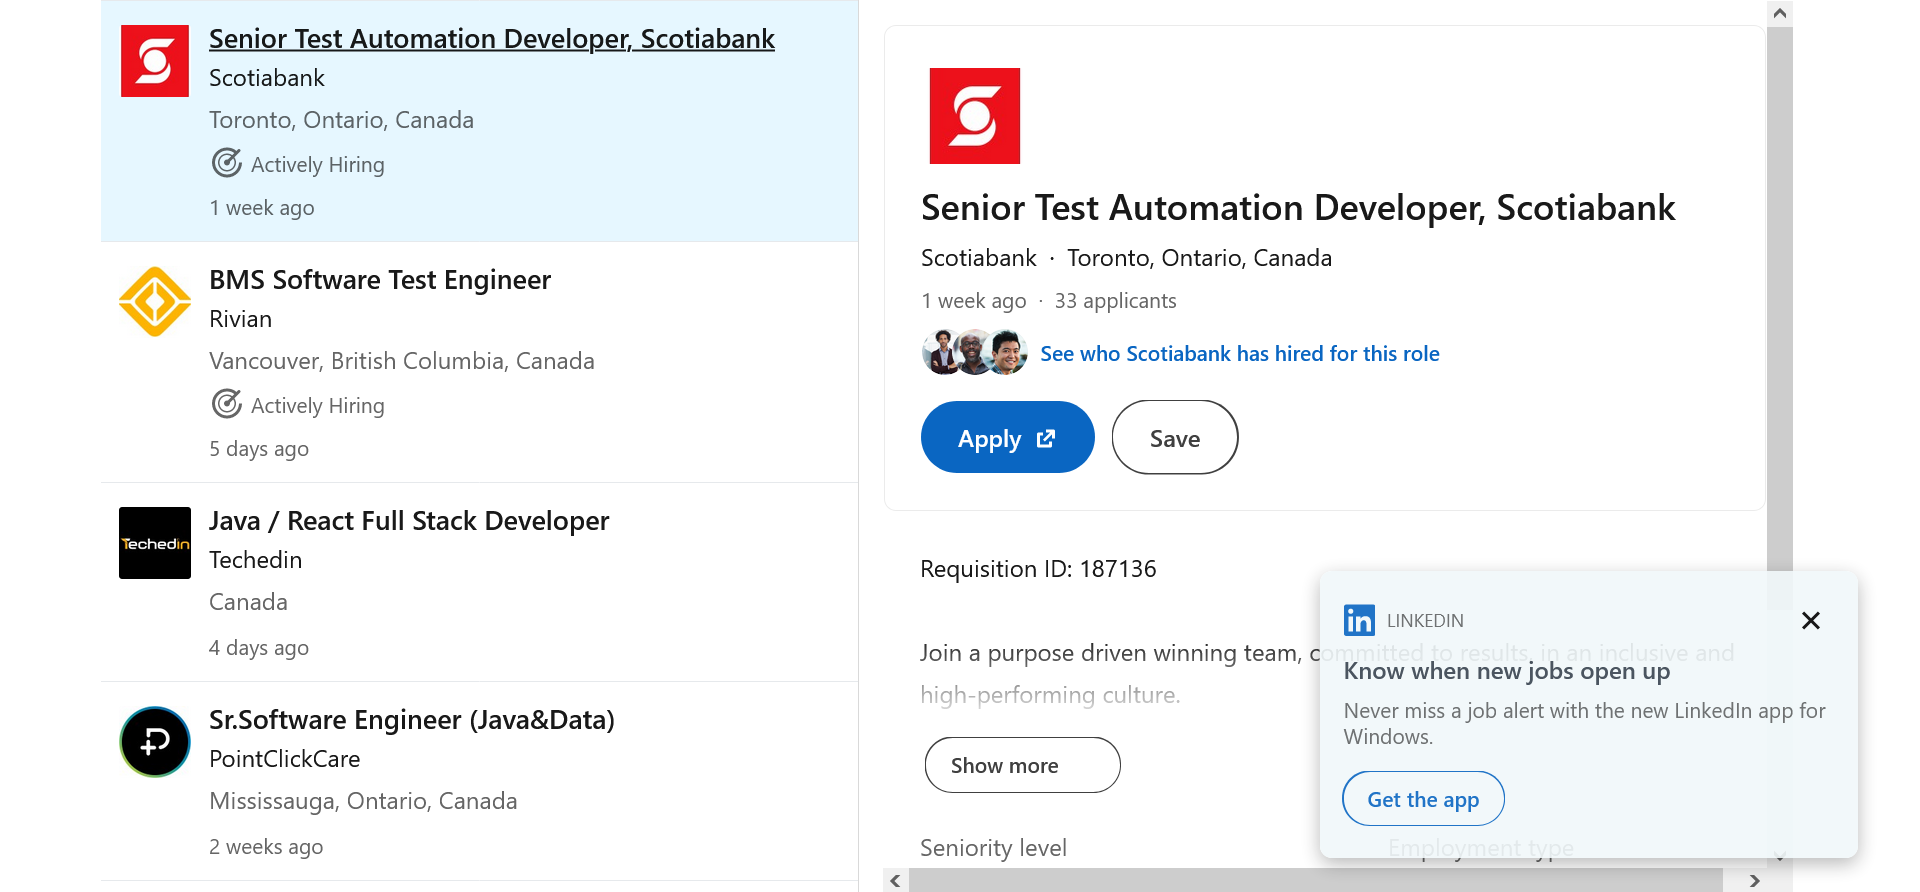 Senior Test Automation Developer, Scotiabank
Scotiabank
Toronto, Ontario, Canada
Actively Hiring
1 week ago
BMS Software Test Engineer
Rivian
Vancouver, British Columbia, Canada
Actively Hiring
5 days ago
Techedin
Java / React Full Stack Developer
Techedin
Canada
4 days ago
Sr.Software Engineer (Java&Data)
PointClickCare
Mississauga, Ontario, Canada
2 weeks ago
Senior Test Automation Developer, Scotiabank
Scotiabank · Toronto, Ontario, Canada
1 week ago · 33 applicants
See who Scotiabank has hired for this role
Apply
Save
Requisition ID: 187136
Join a purpose driven winning team, committed to results, in an inclusive and
high-performing culture.
Show more
Seniority level
Employment type
in LINKEDIN
Know when new jobs open up
Never miss a job alert with the new LinkedIn app for
Windows.
Get the app